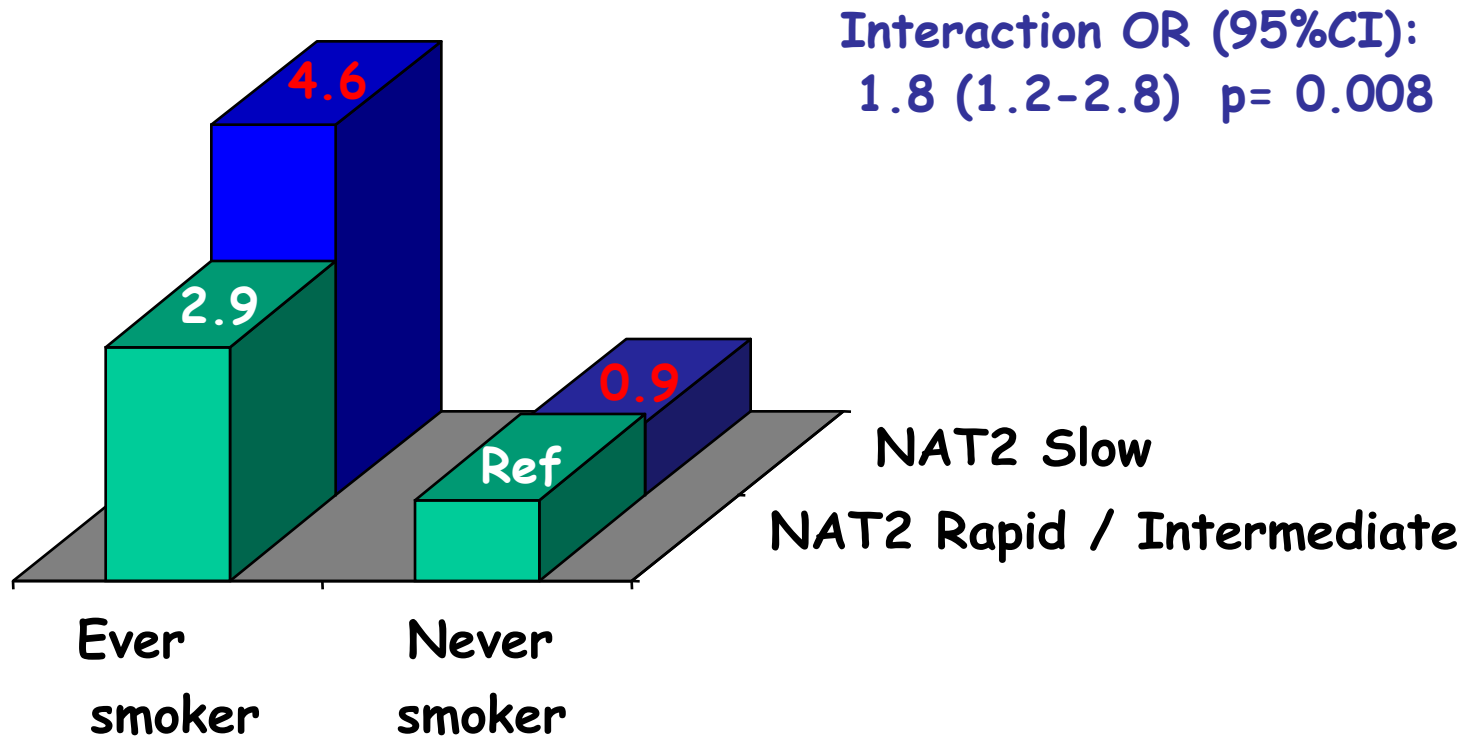 Interaction OR (95%CI):
1.8 (1.2-2.8) p= 0.008
4.6
2.9
0.9
Ref
NAT2 Slow
NAT2 Rapid / Intermediate
Ever
smoker
Never
smoker